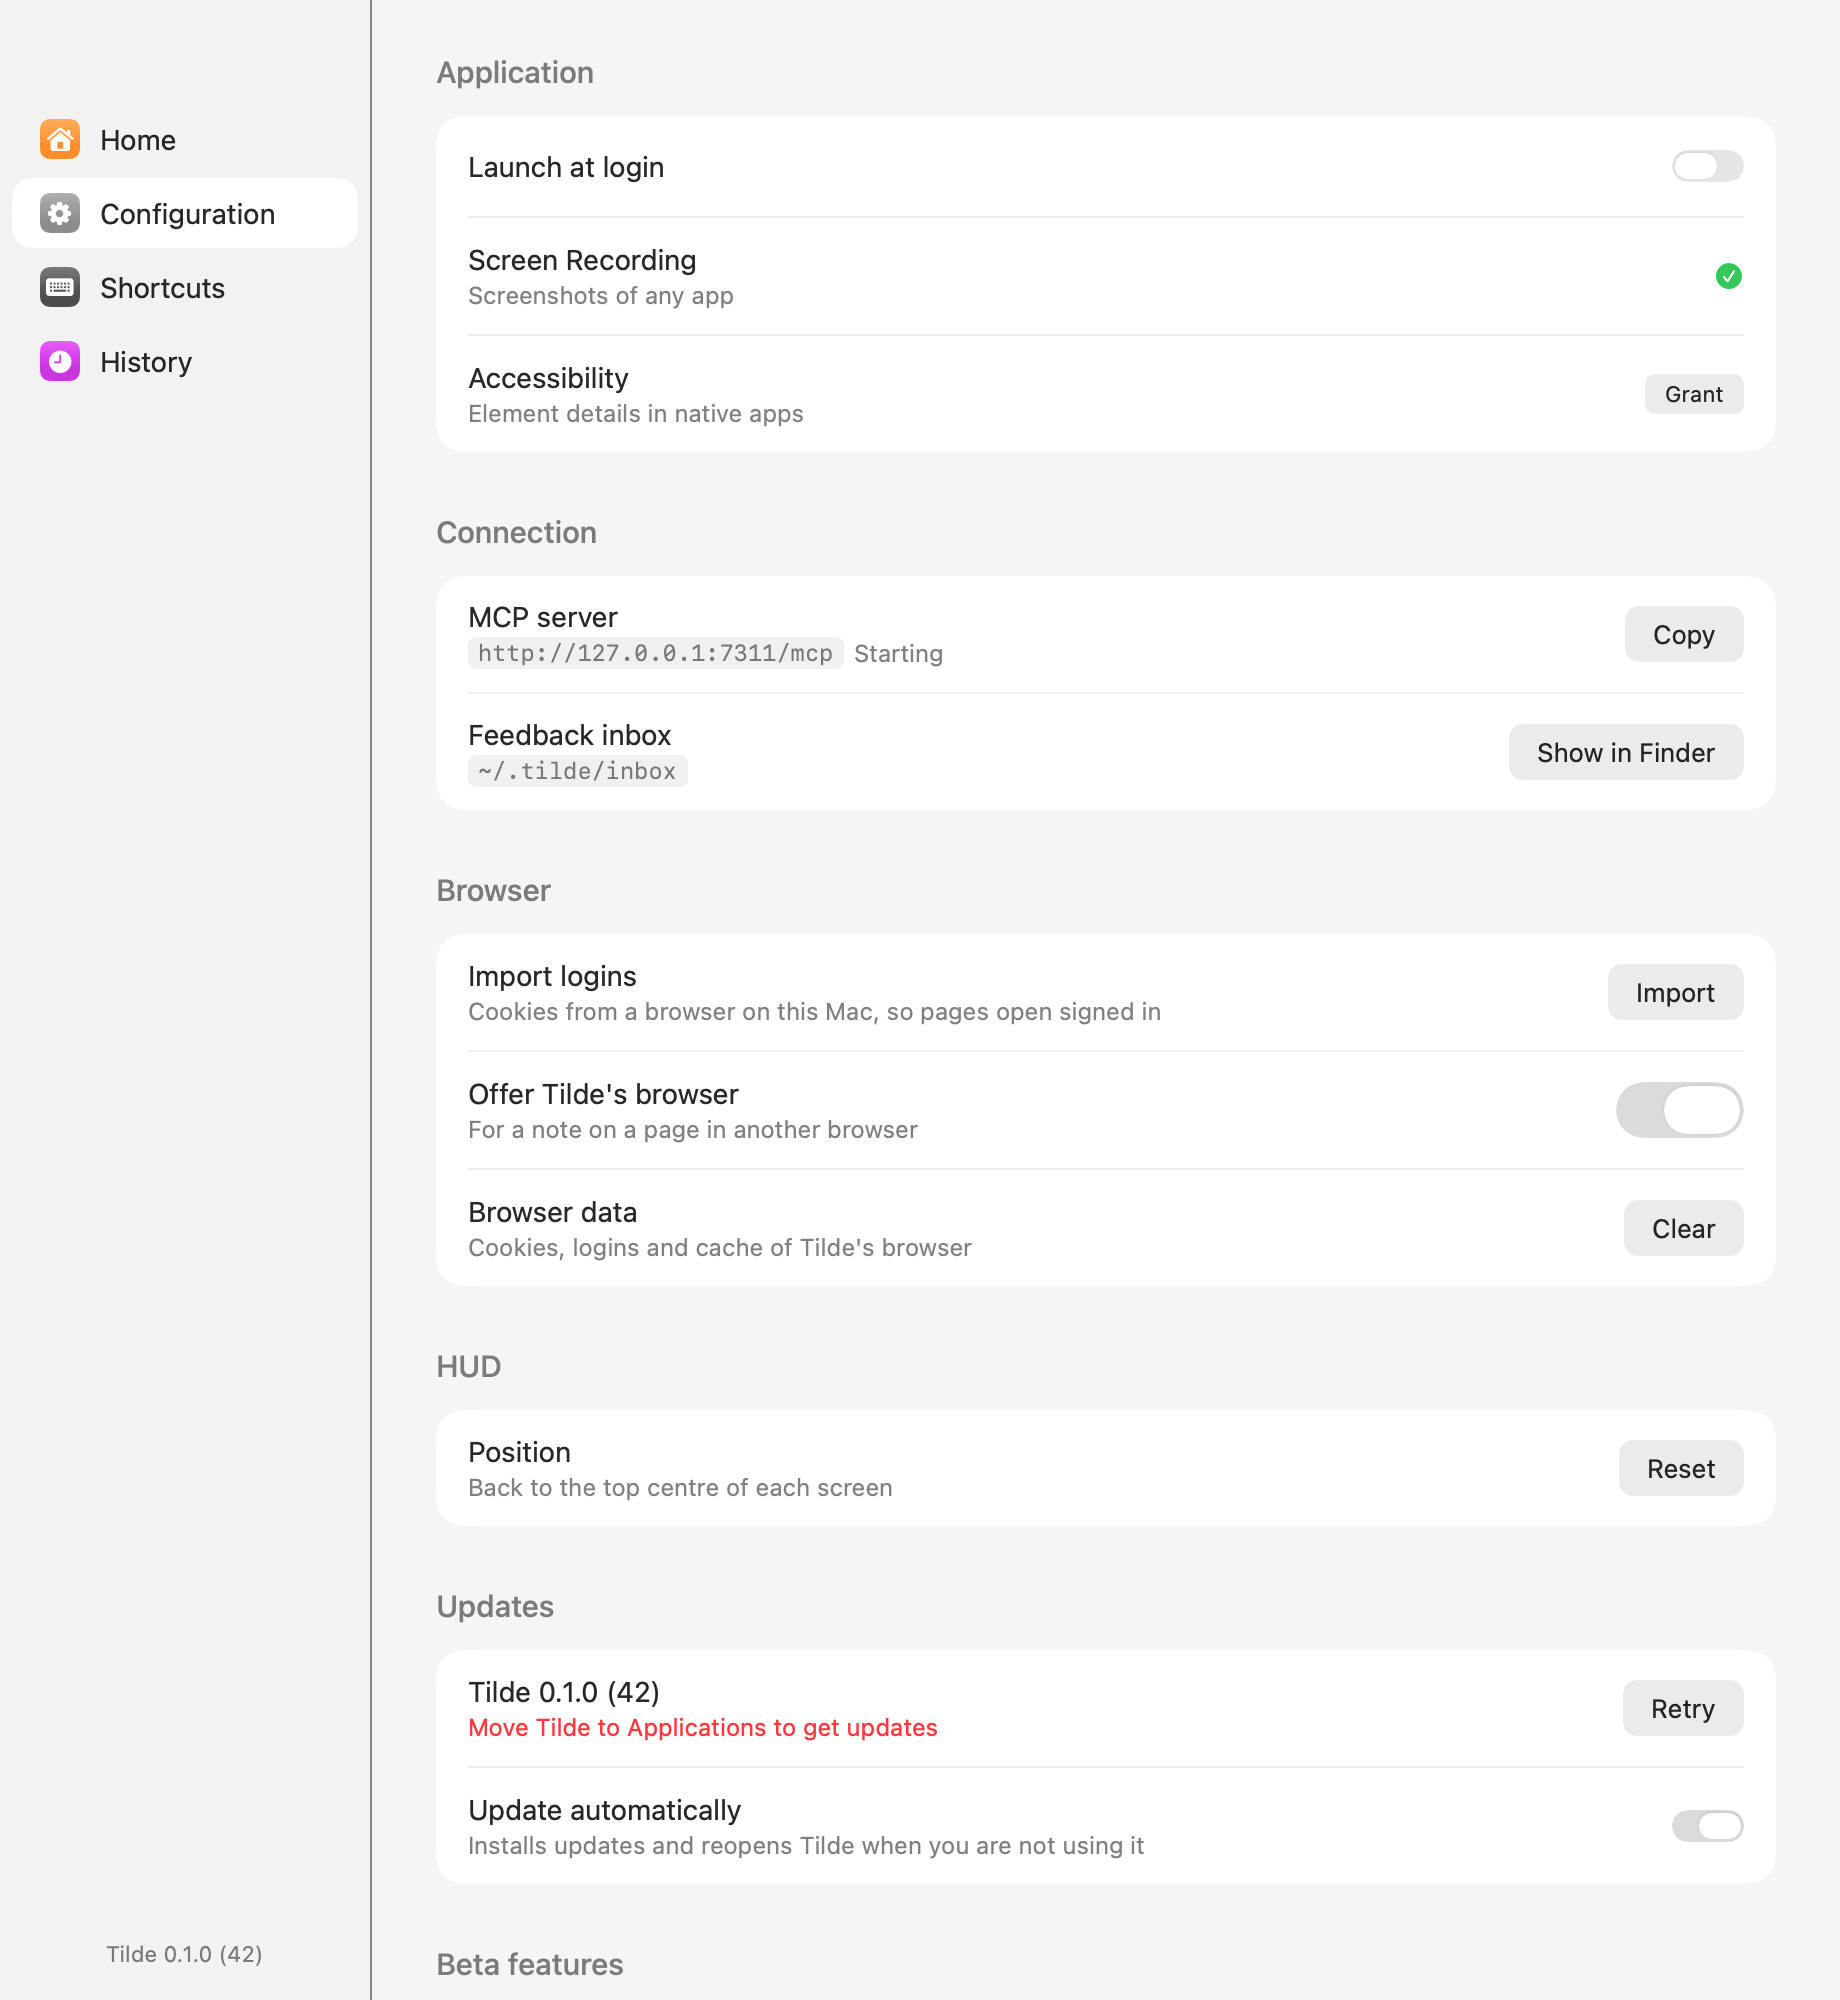 Home
Configuration
Shortcuts
History
Tilde 0.1.0 (42)
Application
Launch at login
Screen Recording
Screenshots of any app
Accessibility
Element details in native apps
Grant
Connection
MCP server
http://127.0.0.1:7311/mcp Starting
Copy
Feedback inbox
~/.tilde/inbox
Show in Finder
Browser
Import logins
Cookies from a browser on this Mac, so pages open signed in
Import
Offer Tilde's browser
For a note on a page in another browser
Browser data
Cookies, logins and cache of Tilde's browser
Clear
HUD
Position
Back to the top centre of each screen
Reset
Updates
Tilde 0.1.0 (42)
Move Tilde to Applications to get updates
Retry
Update automatically
Installs updates and reopens Tilde when you are not using it
Beta features